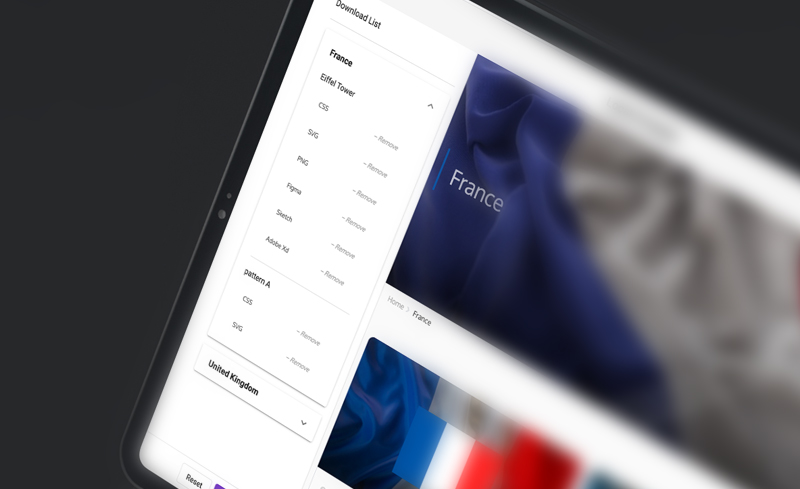 Download List
France
Eiffel Tower
CSS
– Remove
SVG
– Remove
PNG
– Remove
Figma
– Remove
Sketch
– Remove
Adobe Xd
– Remove
pattern A
CSS
– Remove
SVG
– Remove
United Kingdom
Reset
France
Home > France